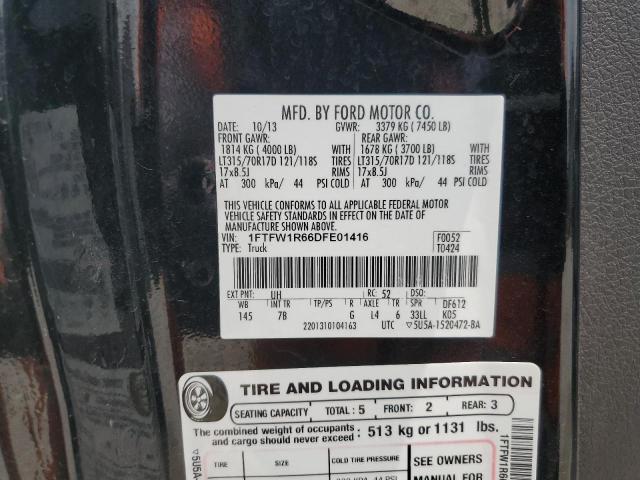 MFD. BY FORD MOTOR CO.
DATE: 10/13 GVWR: 3379 KG ( 7450 LB)
FRONT GAWR: REAR GAWR:
1814 KG ( 4000 LB) WITH 1678 KG ( 3700 LB) WITH
LT315/70R17D 121/118S TIRES LT315/70R17D 121/118S TIRES
17x8.5J RIMS 17x8.5J RIMS
AT 300 kPa/ 44 PSI COLD AT 300 kPa/ 44 PSI COLD
THIS VEHICLE CONFORMS TO ALL APPLICABLE FEDERAL MOTOR
VEHICLE SAFETY STANDARDS IN EFFECT ON THE DATE OF
MANUFACTURE SHOWN ABOVE.
VIN: 1FTFW1R66DFE01416 F0052
TYPE: Truck T0424
EXT PNT: UH RC: 52 DSO:
WB INT TR TP/PS R AXLE TR SPR DF612
145 7B G L4 6 33LL K05
2201310104163 UTC ▽5U5A-1520472-BA
TIRE AND LOADING INFORMATION
SEATING CAPACITY TOTAL: 5 FRONT: 2 REAR: 3
The combined weight of occupants
and cargo should never exceed: 513 kg or 1131 lbs.
TIRE SIZE COLD TIRE PRESSURE SEE OWNERS
MANUAL FOR
▽5U5A
1FTFW1R6